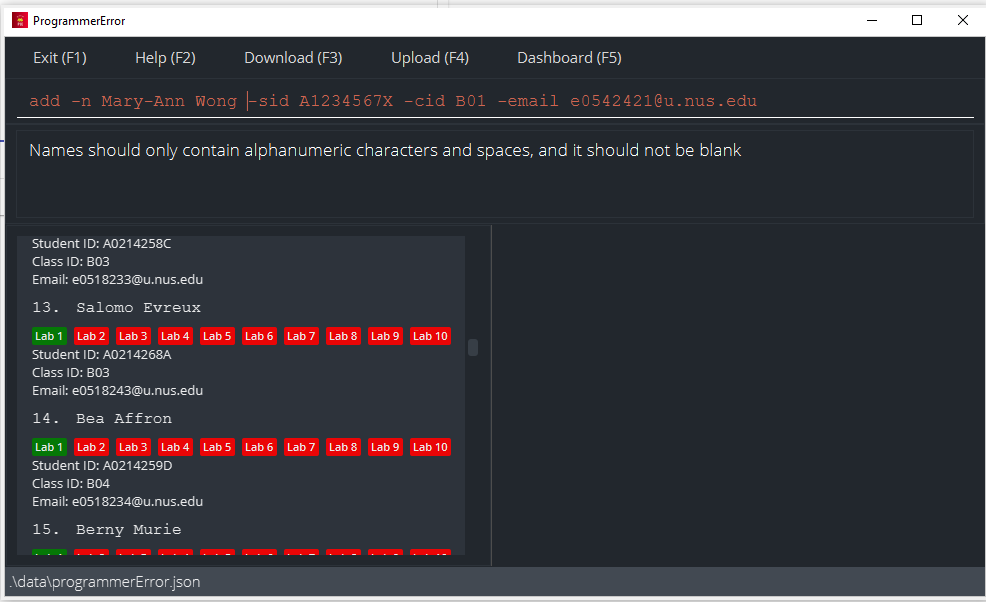 ProgrammerError
Exit (F1) Help (F2) Download (F3) Upload (F4) Dashboard (F5)
add -n Mary-Ann Wong -sid A1234567X -cid B01 -email e0542421@u.nus.edu
Names should only contain alphanumeric characters and spaces, and it should not be blank
Student ID: A0214258C
Class ID: B03
Email: e0518233@u.nus.edu
13. Salomo Evreux
Lab 1 Lab 2 Lab 3 Lab 4 Lab 5 Lab 6 Lab 7 Lab 8 Lab 9 Lab 10
Student ID: A0214268A
Class ID: B03
Email: e0518243@u.nus.edu
14. Bea Affron
Lab 1 Lab 2 Lab 3 Lab 4 Lab 5 Lab 6 Lab 7 Lab 8 Lab 9 Lab 10
Student ID: A0214259D
Class ID: B04
Email: e0518234@u.nus.edu
15. Berny Murie
.\data\programmerError.json